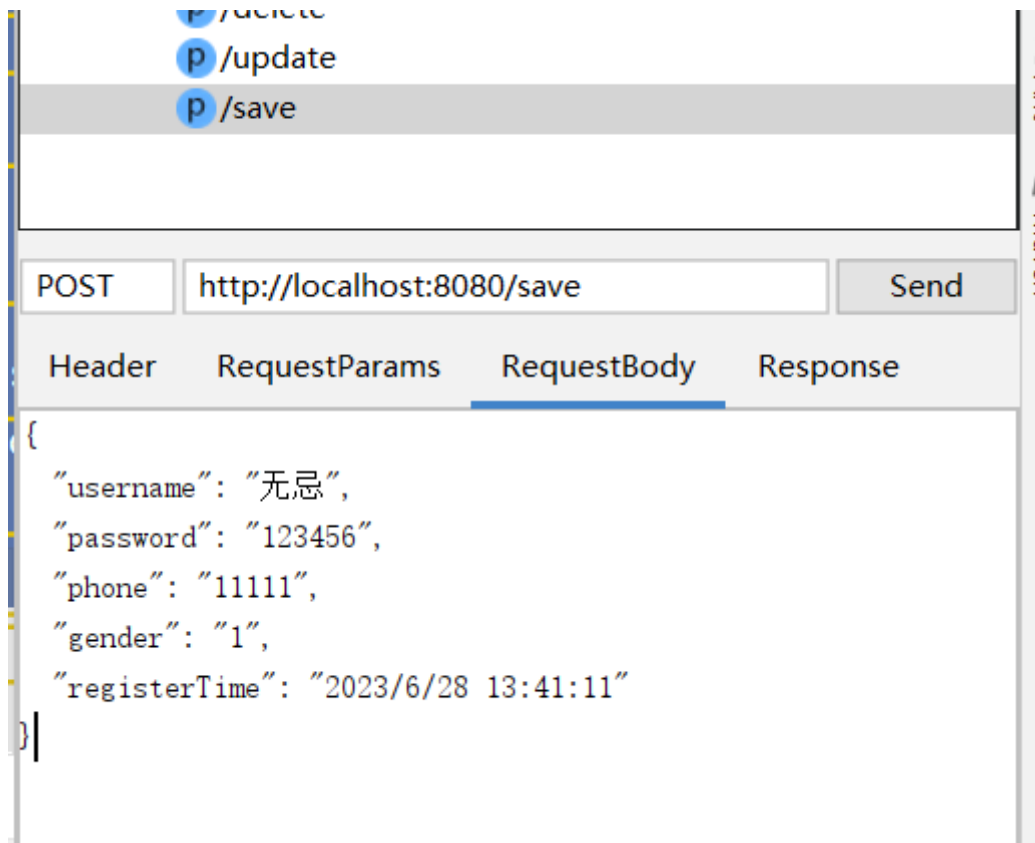 p /delete
p /update
p /save
POST http://localhost:8080/save Send
Header RequestParams RequestBody Response
{
"username": "无忌",
"password": "123456",
"phone": "11111",
"gender": "1",
"registerTime": "2023/6/28 13:41:11"
}